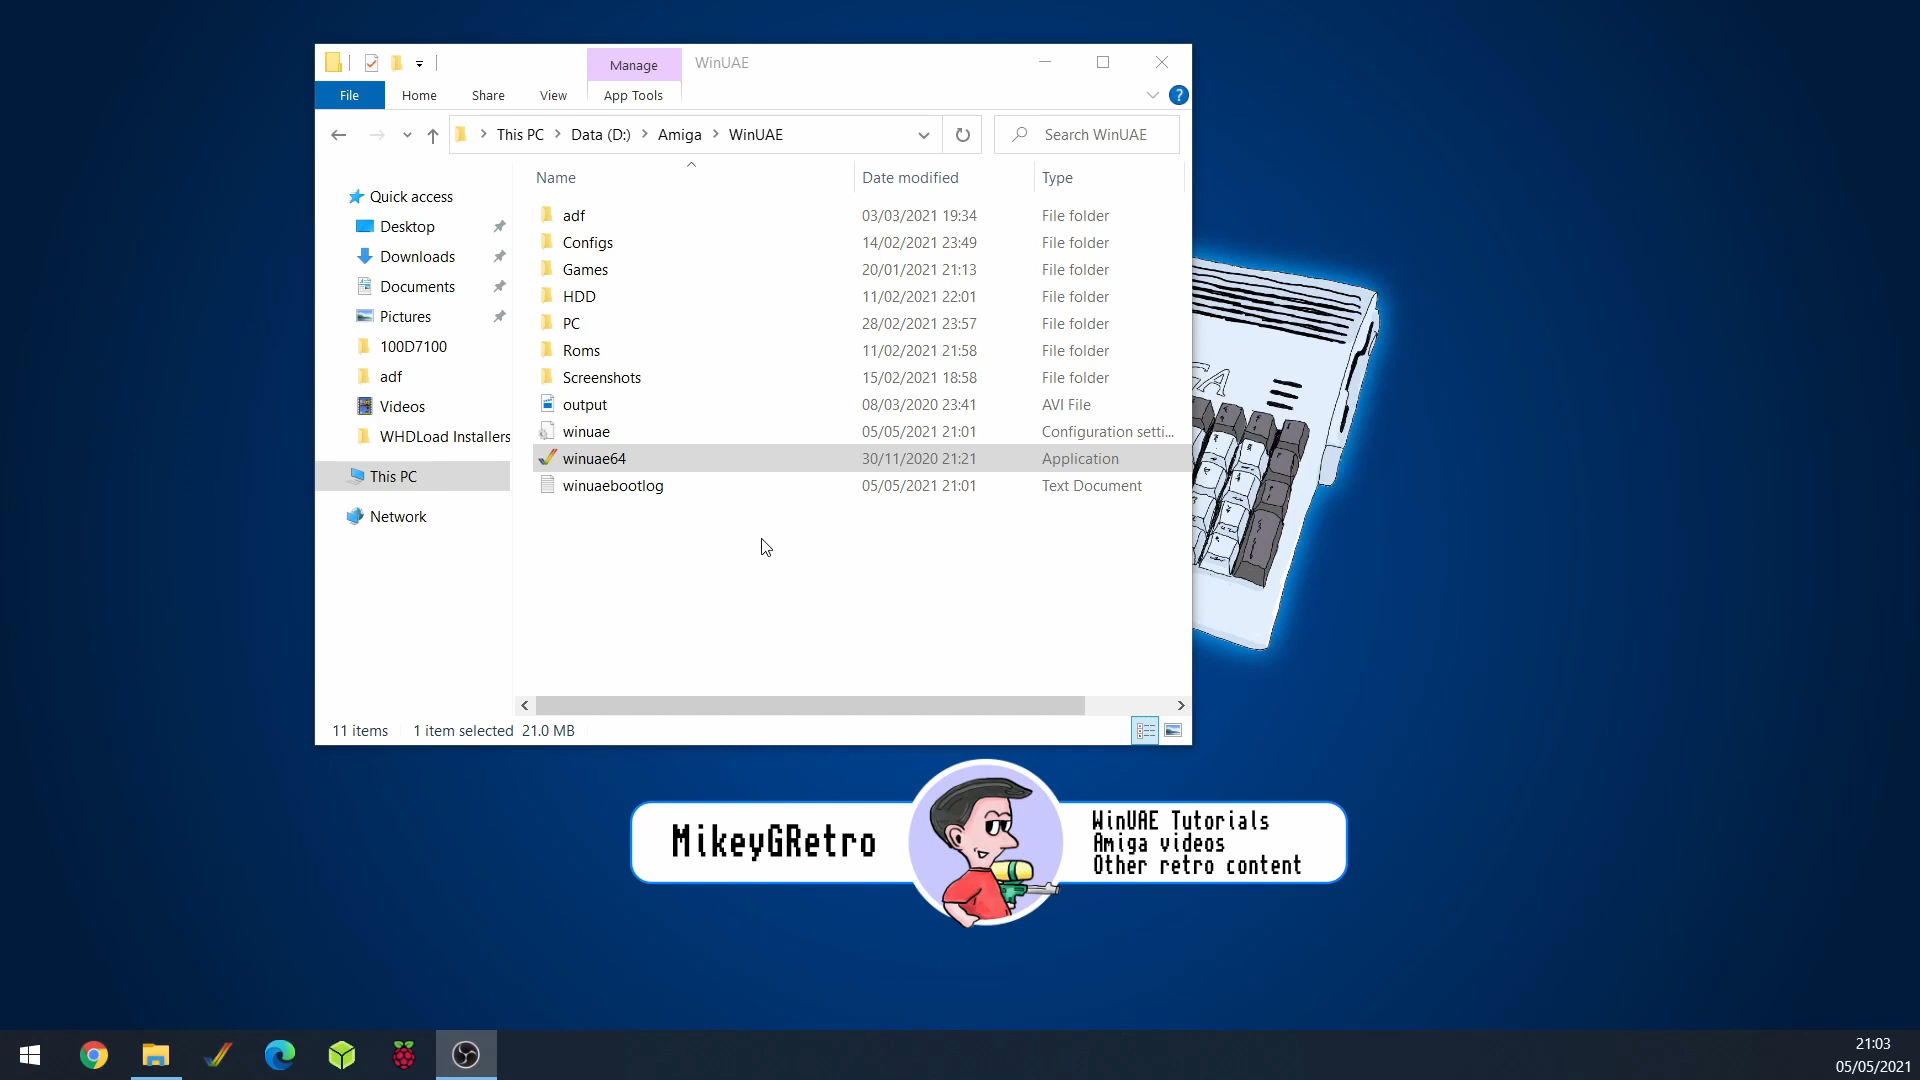 Manage WinUAE
File Home Share View App Tools
This PC Data (D:) Amiga WinUAE Search WinUAE
Name Date modified Type
Quick access
Desktop
Downloads
Documents
Pictures
100D7100
adf
Videos
WHDLoad Installers
This PC
Network
adf 03/03/2021 19:34 File folder
Configs 14/02/2021 23:49 File folder
Games 20/01/2021 21:13 File folder
HDD 11/02/2021 22:01 File folder
PC 28/02/2021 23:57 File folder
Roms 11/02/2021 21:58 File folder
Screenshots 15/02/2021 18:58 File folder
output 08/03/2020 23:41 AVI File
winuae 05/05/2021 21:01 Configuration setti...
winuae64 30/11/2020 21:21 Application
winuaebootlog 05/05/2021 21:01 Text Document
11 items 1 item selected 21.0 MB
GA
MikeyGRetro
WinUAE Tutorials
Amiga videos
Other retro content
21:03
05/05/2021